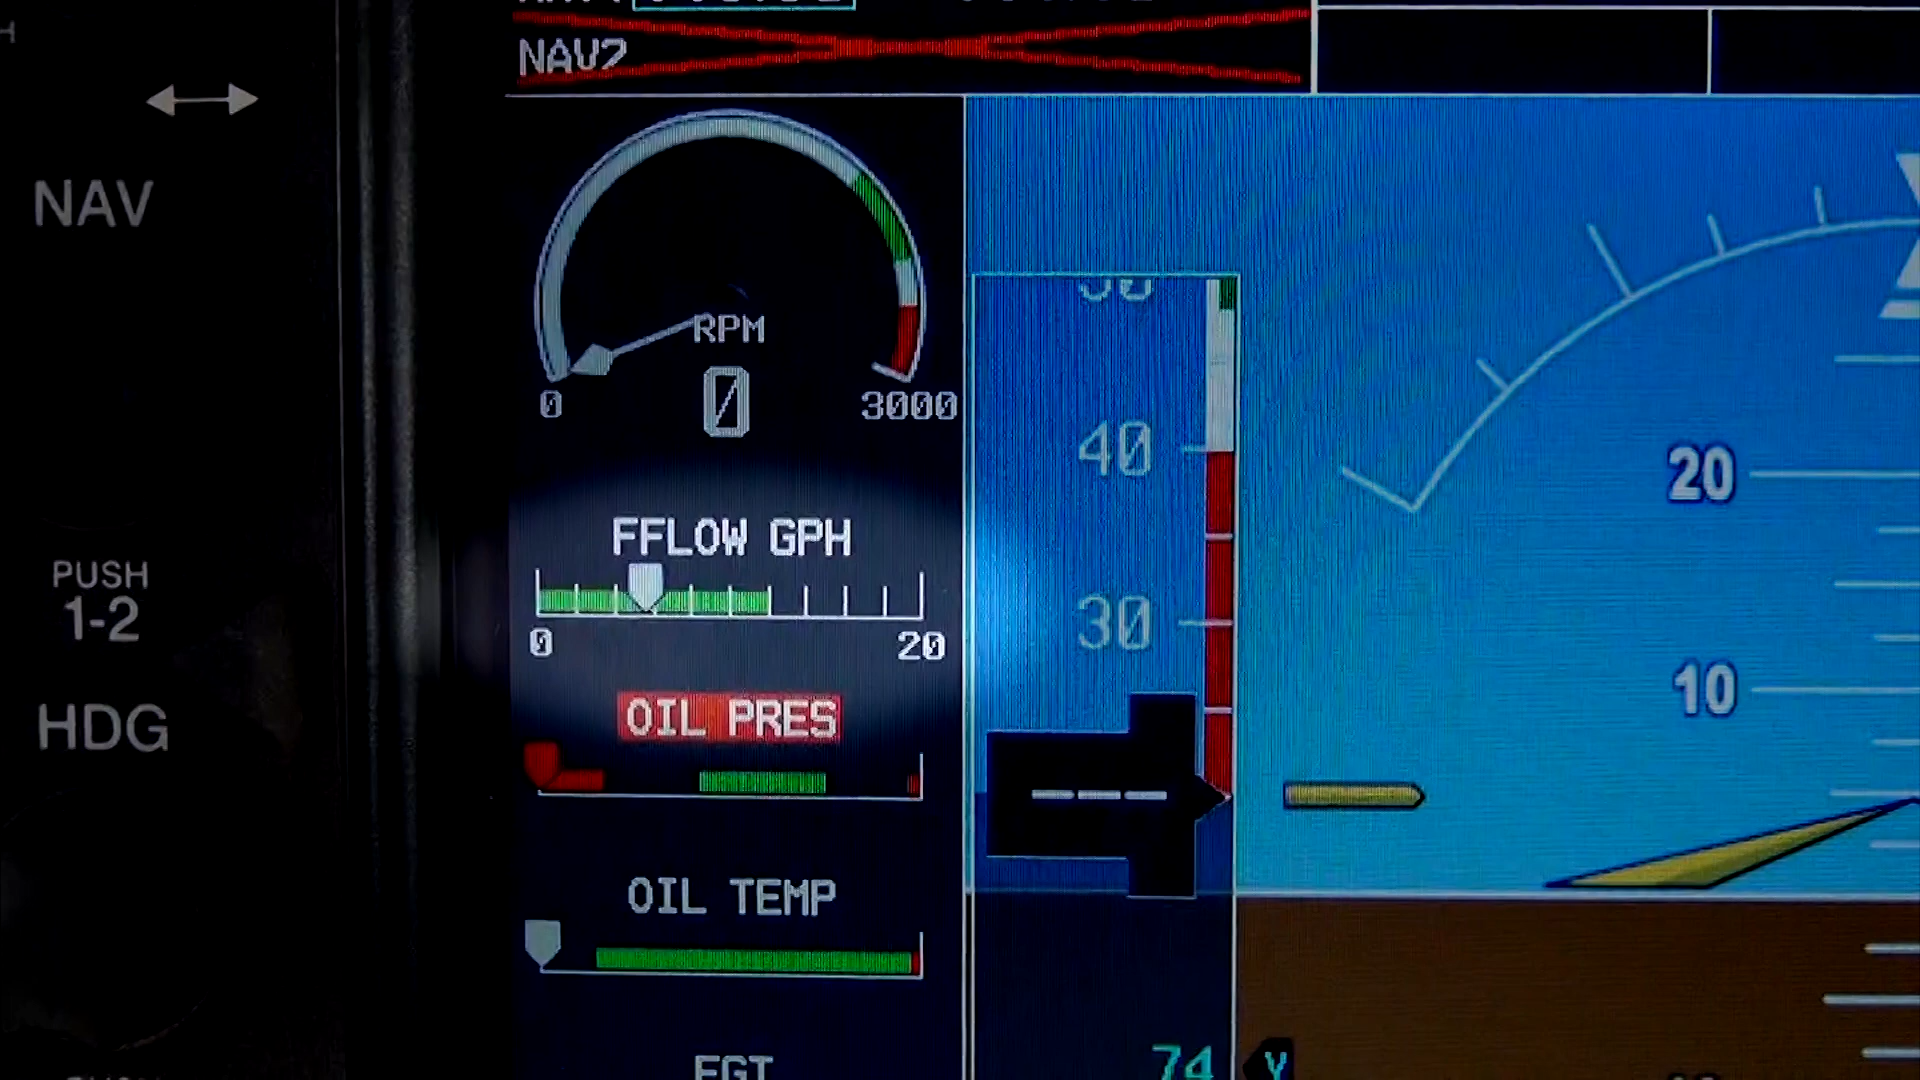 NAV2
NAV
RPM
0
0
3000
40
20
FFLOW GPH
PUSH
1-2
0
20
30
OIL PRES
10
HDG
---
OIL TEMP
EGT
74
Y